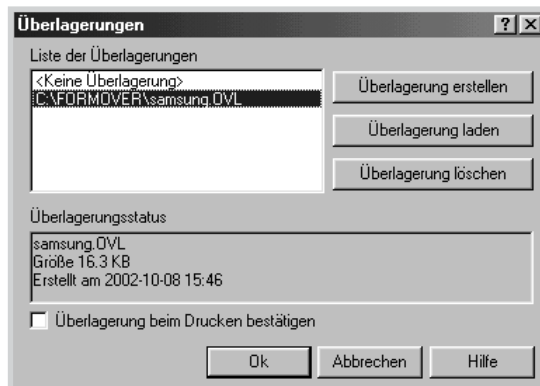 Überlagerungen
Liste der Überlagerungen
<Keine Überlagerung>
C:\FORMOVER\samsung.OVL
Überlagerung erstellen
Überlagerung laden
Überlagerung löschen
Überlagerungsstatus
samsung.OVL
Größe 16.3 KB
Erstellt am 2002-10-08 15:46
Überlagerung beim Drucken bestätigen
Ok
Abbrechen
Hilfe